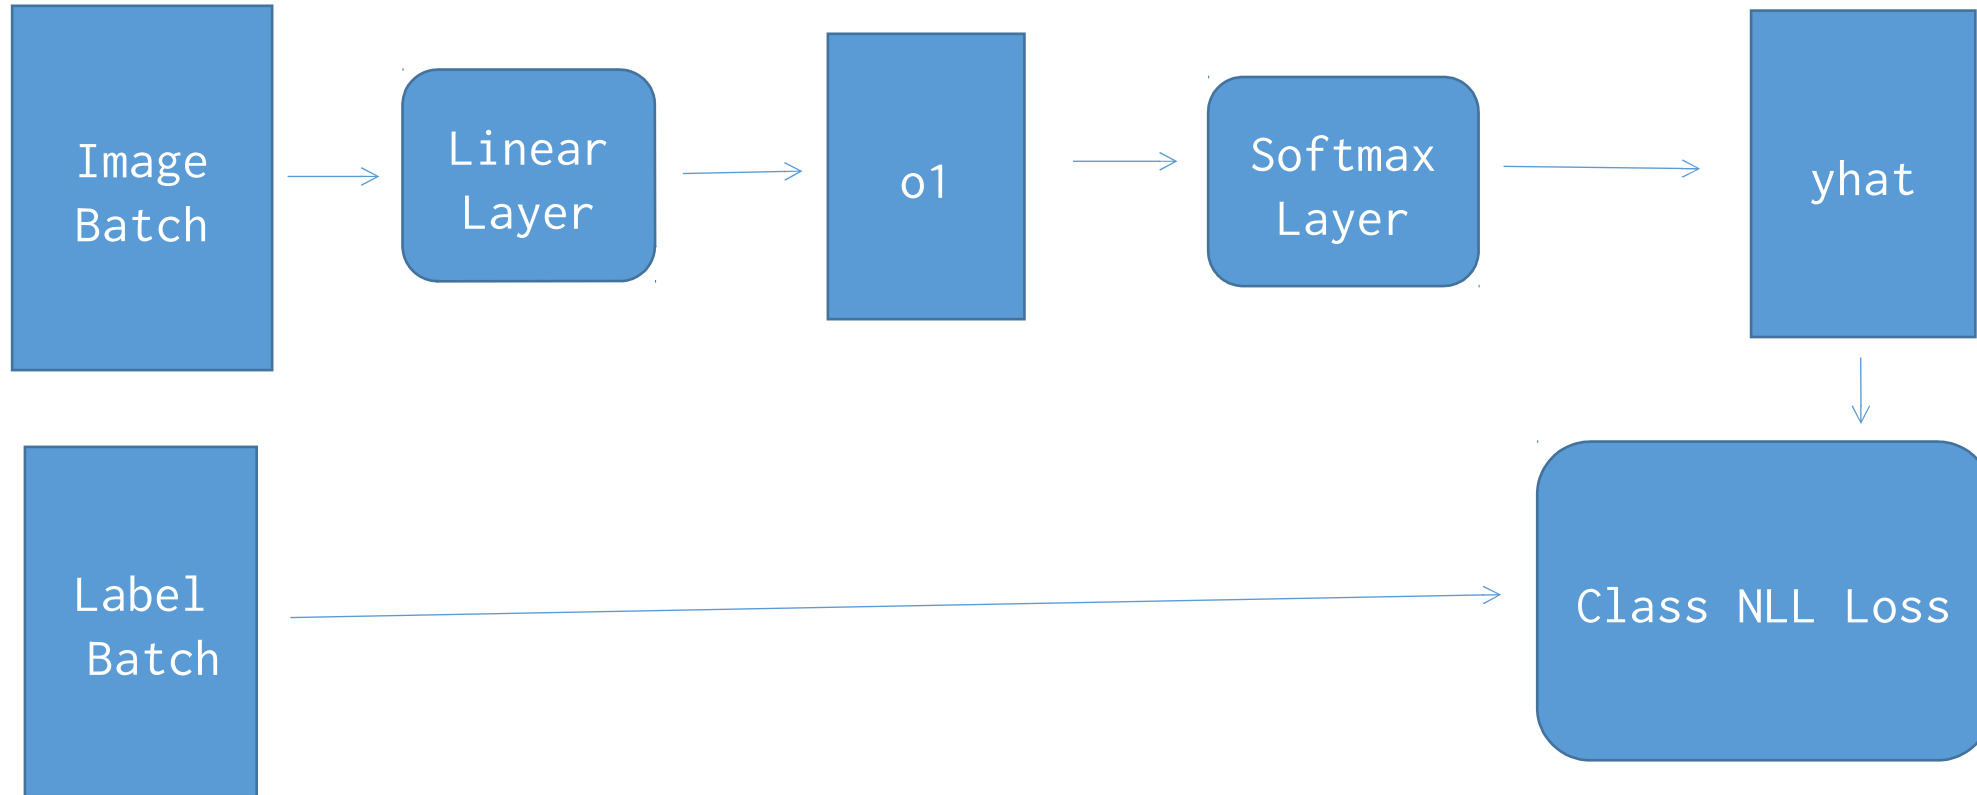 Image
Batch
Linear
Layer
o1
Softmax
Layer
yhat
Label
Batch
Class NLL Loss